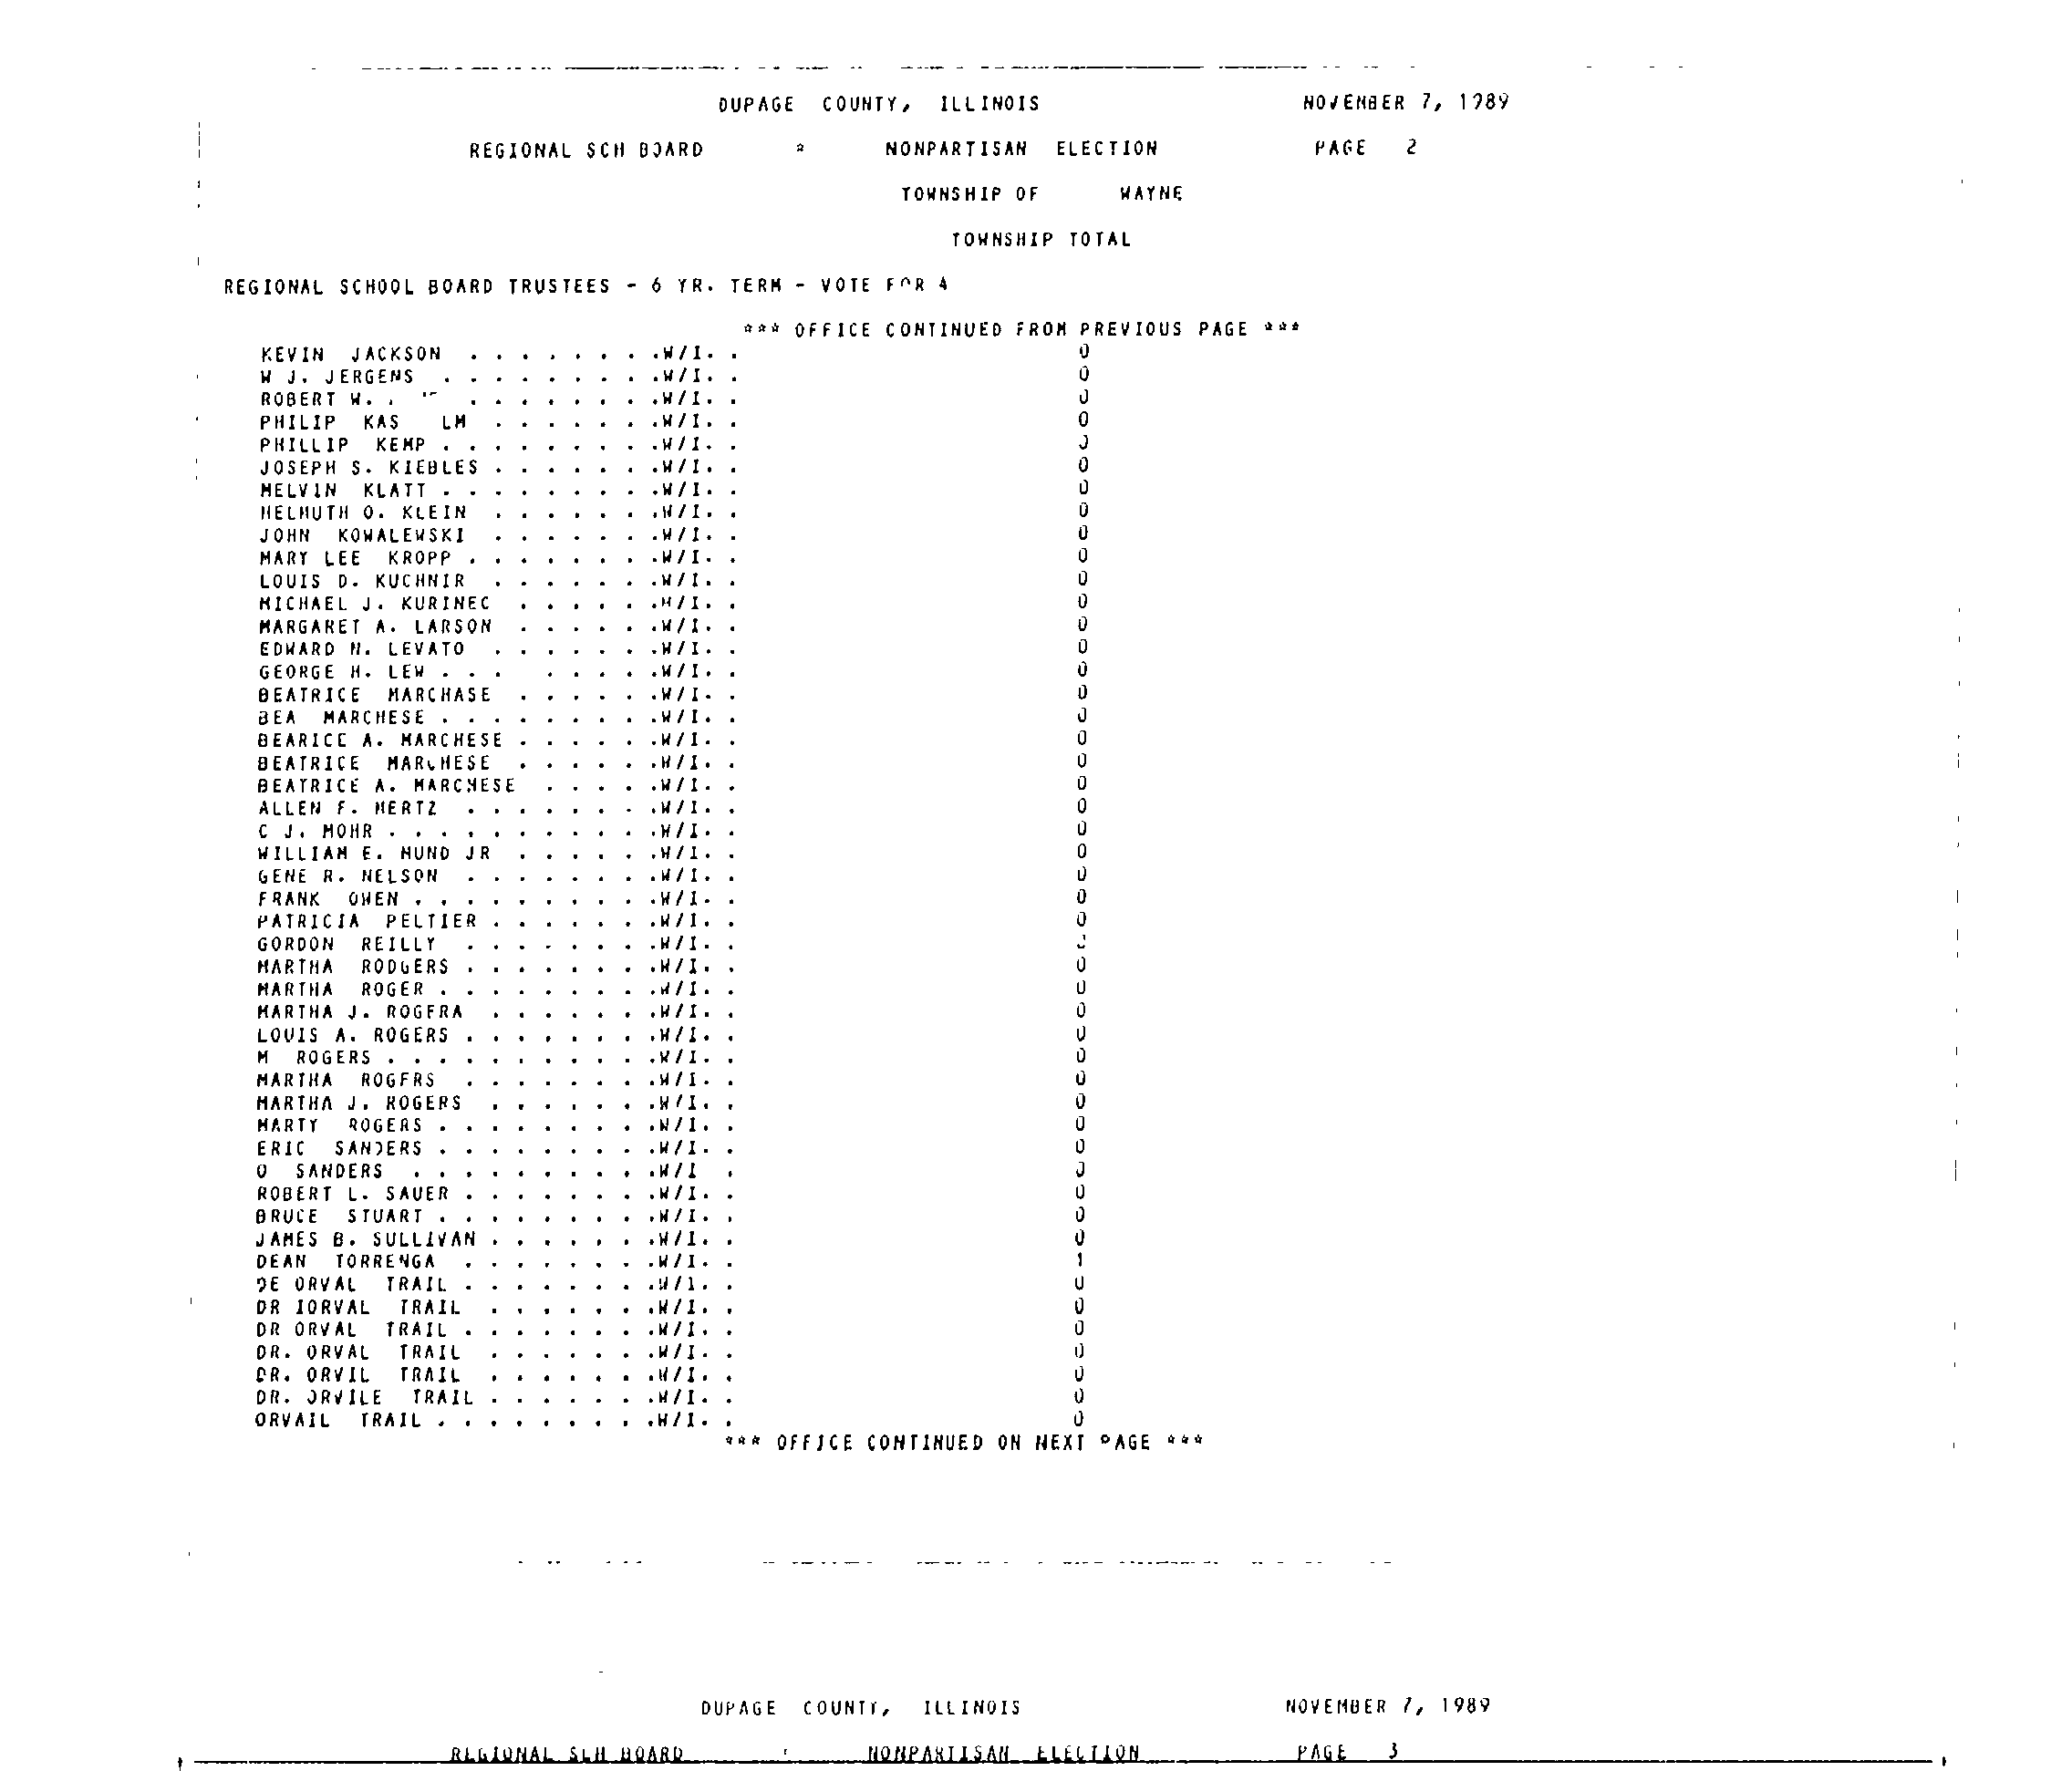 DUPAGE COUNTY, ILLINOIS NOVEMBER 7, 1989
REGIONAL SCH BOARD * NONPARTISAN ELECTION PAGE 2
TOWNSHIP OF WAYNE
TOWNSHIP TOTAL
REGIONAL SCHOOL BOARD TRUSTEES - 6 YR. TERM - VOTE FOR 4
*** OFFICE CONTINUED FROM PREVIOUS PAGE ***
KEVIN JACKSON . . . . . . . .W/I. . 0
W J. JERGENS . . . . . . . . .W/I. . 0
ROBERT W. . . . . . . . .W/I. . 0
PHILIP . . . . . . .W/I. . 0
PHILLIP KEMP . . . . . . . . .W/I. . 0
JOSEPH S. KIEBLES . . . . . . .W/I. . 0
MELVIN KLATT . . . . . . . . .W/I. . 0
HELMUTH O. KLEIN . . . . . . .W/I. . 0
JOHN KOWALEWSKI . . . . . . .W/I. . 0
MARY LEE KROPP . . . . . . . .W/I. . 0
LOUIS D. KUCHNIR . . . . . . .W/I. . 0
MICHAEL J. KURINEC . . . . . .W/I. . 0
MARGARET A. LARSON . . . . . .W/I. . 0
EDWARD N. LEVATO . . . . . . .W/I. . 0
GEORGE H. LEW . . . . . . . .W/I. . 0
BEATRICE MARCHASE . . . . . .W/I. . 0
BEA MARCHESE . . . . . . . . .W/I. . 0
BEARICE A. MARCHESE . . . . . .W/I. . 0
BEATRICE MARCHESE . . . . . .W/I. . 0
BEATRICE A. MARCHESE . . . . .W/I. . 0
ALLEN F. MERTZ . . . . . . . .W/I. . 0
C J. MOHR . . . . . . . . . . .W/I. . 0
WILLIAM E. MUND JR . . . . . .W/I. . 0
GENE R. NELSON . . . . . . . .W/I. . 0
FRANK OWEN . . . . . . . . . .W/I. . 0
PATRICIA PELTIER . . . . . . .W/I. . 0
GORDON REILLY . . . . . . . .W/I. .
MARTHA RODGERS . . . . . . . .W/I. . 0
MARTHA ROGER . . . . . . . . .W/I. . 0
MARTHA J. ROGERA . . . . . . .W/I. . 0
LOUIS A. ROGERS . . . . . . . .W/I. . 0
M ROGERS . . . . . . . . . . .W/I. . 0
MARTHA ROGERS . . . . . . . .W/I. . 0
MARTHA J. ROGERS . . . . . . .W/I. . 0
MARTY ROGERS . . . . . . . . .W/I. . 0
ERIC SANDERS . . . . . . . . .W/I. . 0
O SANDERS . . . . . . . . . .W/I . 0
ROBERT L. SAUER . . . . . . . .W/I. . 0
BRUCE STUART . . . . . . . . .W/I. . 0
JAMES B. SULLIVAN . . . . . . .W/I. . 0
DEAN TORRENGA . . . . . . . .W/I. . 1
DE ORVAL TRAIL . . . . . . . .W/I. . 0
DR IORVAL TRAIL . . . . . . .W/I. . 0
DR ORVAL TRAIL . . . . . . . .W/I. . 0
DR. ORVAL TRAIL . . . . . . .W/I. . 0
DR. ORVIL TRAIL . . . . . . .W/I. . 0
DR. ORVILE TRAIL . . . . . . .W/I. . 0
ORVAIL TRAIL . . . . . . . . .W/I. . 0
*** OFFICE CONTINUED ON NEXT PAGE ***
DUPAGE COUNTY, ILLINOIS NOVEMBER 7, 1989
REGIONAL SCH BOARD NONPARTISAN ELECTION PAGE 3